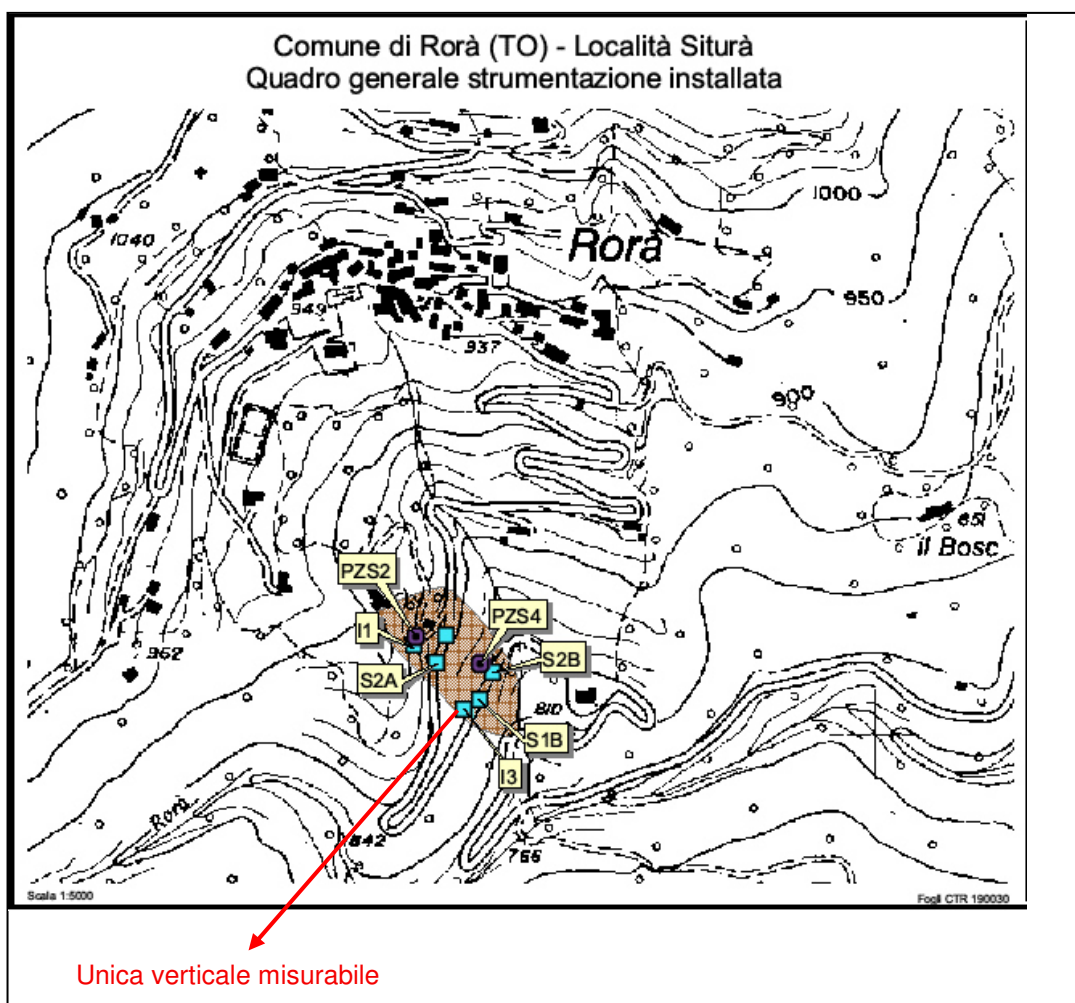 Comune di Rorà (TO) - Località Siturà
Quadro generale strumentazione installata
1000
1040
Rorà
950
949
937
900
851
il Bosc
PZS2
PZS4
I1
S2B
962
S2A
810
S1B
I3
Rorà
842
766
Scala 1:5000
Fogli CTR 190030
Unica verticale misurabile